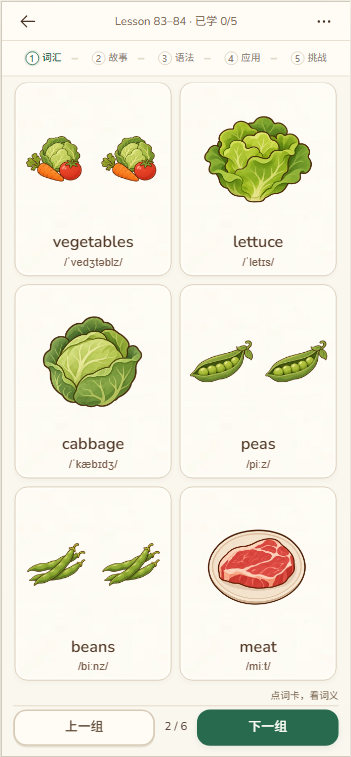 Lesson 83–84 · 已学 0/5
1 词汇 – 2 故事 – 3 语法 – 4 应用 – 5 挑战
vegetables
/ˈvedʒtəblz/
lettuce
/ˈletɪs/
cabbage
/ˈkæbɪdʒ/
peas
/piːz/
beans
/biːnz/
meat
/miːt/
点词卡，看词义
上一组
2 / 6
下一组